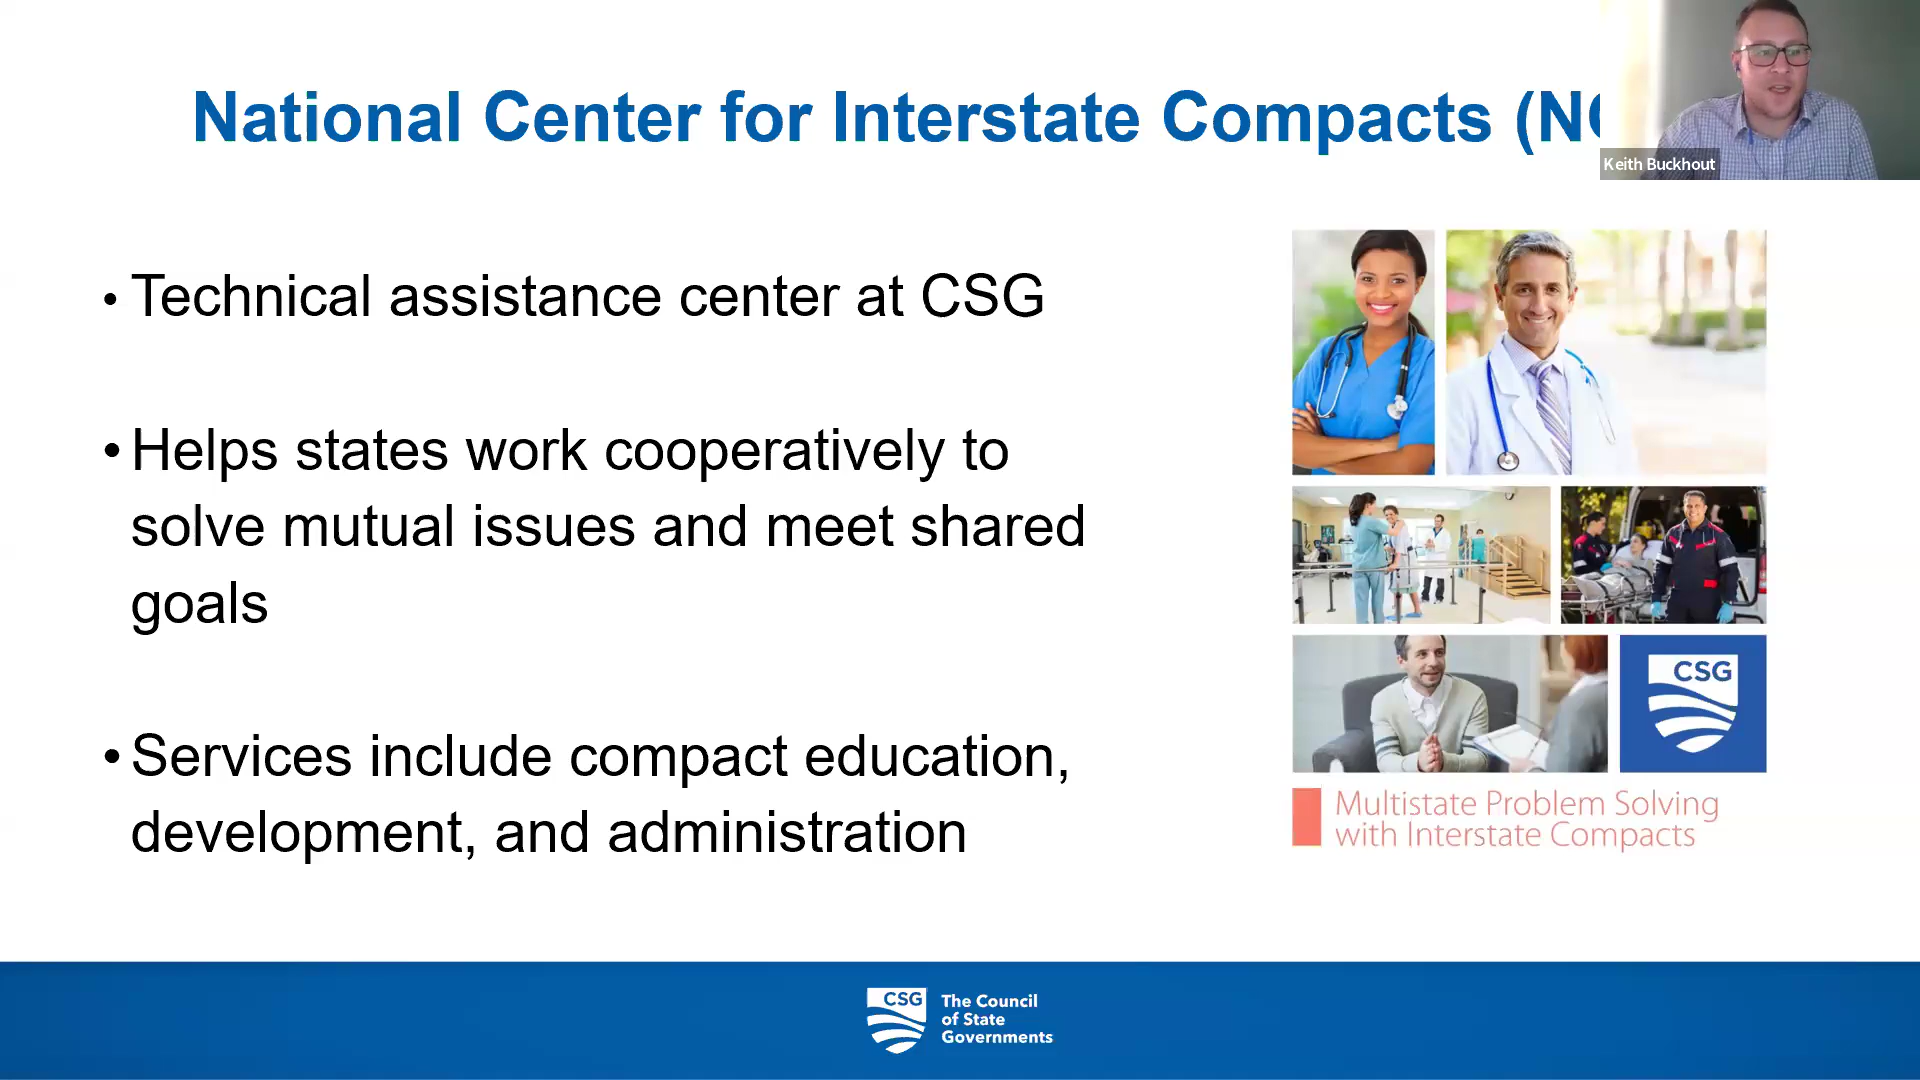 National Center for Interstate Compacts (NC
Keith Buckhout
• Technical assistance center at CSG
• Helps states work cooperatively to
solve mutual issues and meet shared
goals
• Services include compact education,
development, and administration
CSG
Multistate Problem Solving
with Interstate Compacts
CSG
The Council
of State
Governments